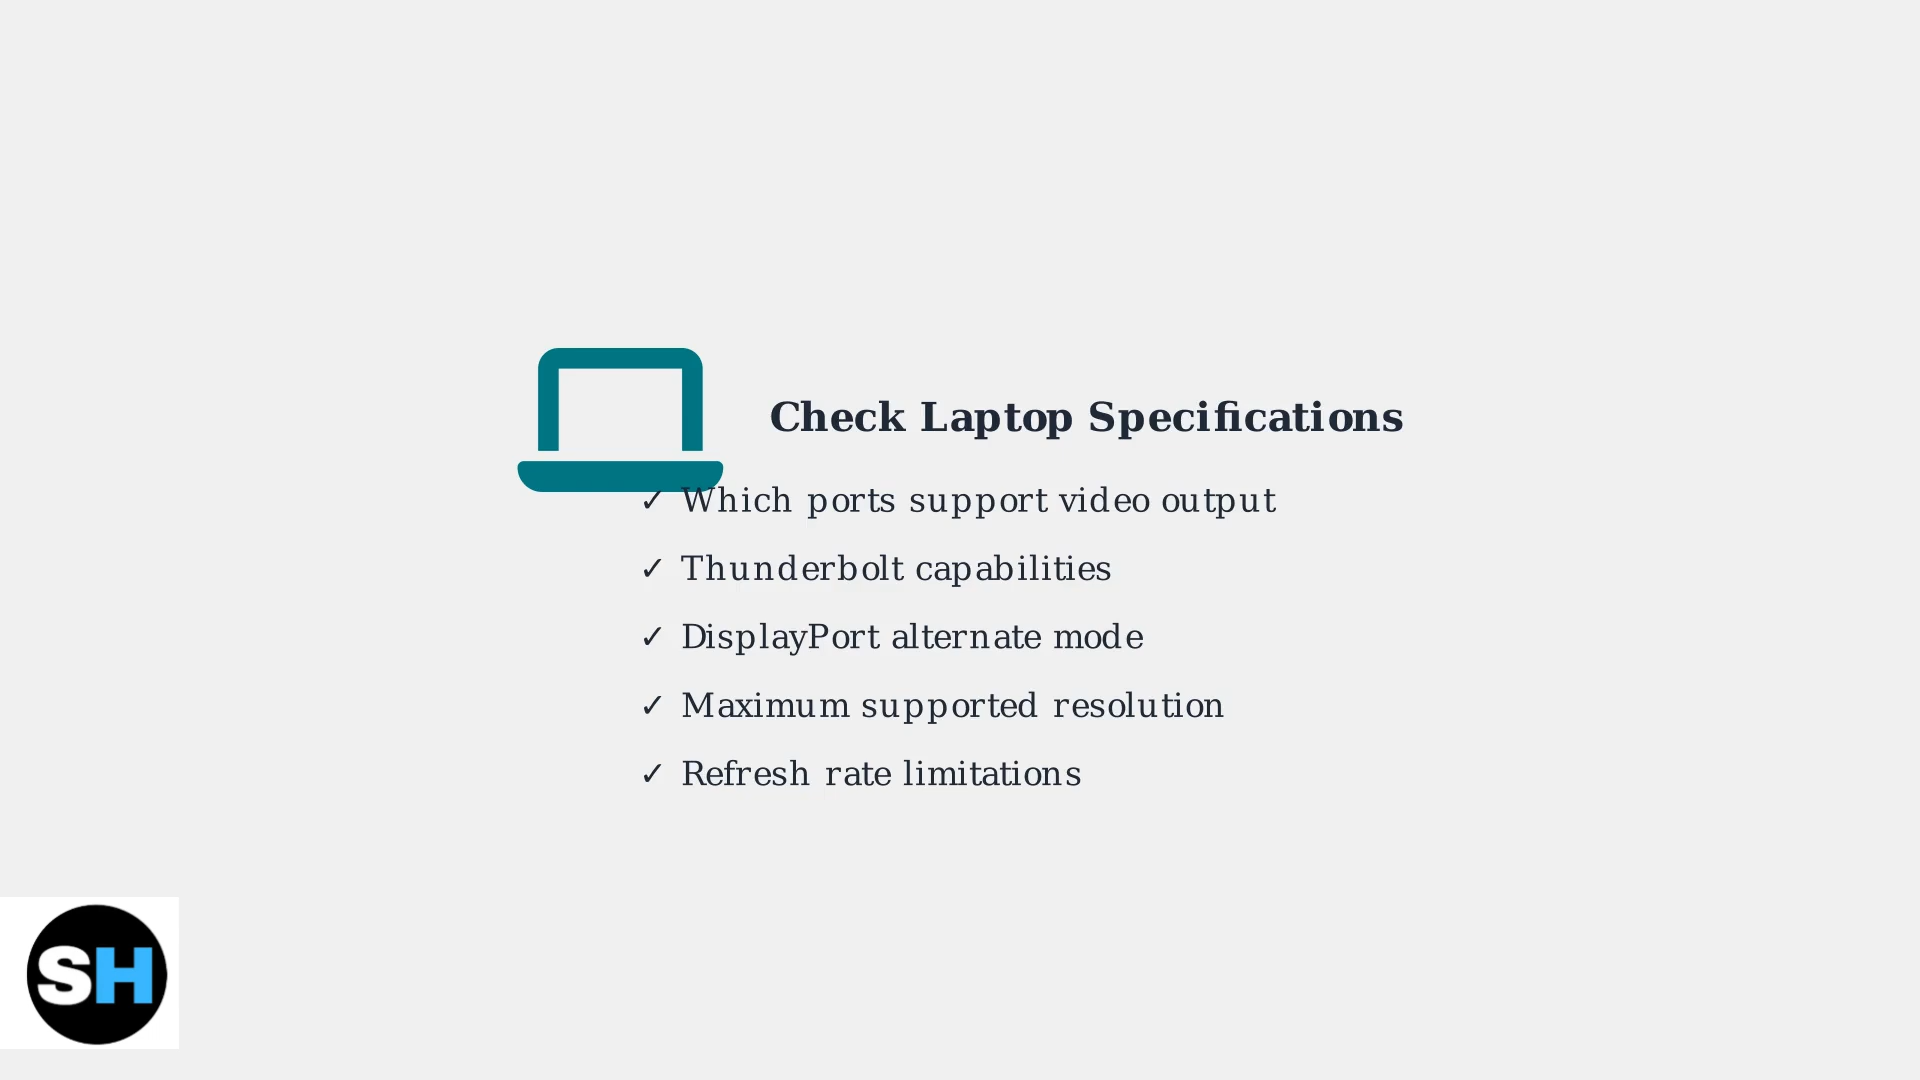 Check Laptop Specifications
✓ Which ports support video output
✓ Thunderbolt capabilities
✓ DisplayPort alternate mode
✓ Maximum supported resolution
✓ Refresh rate limitations
SH